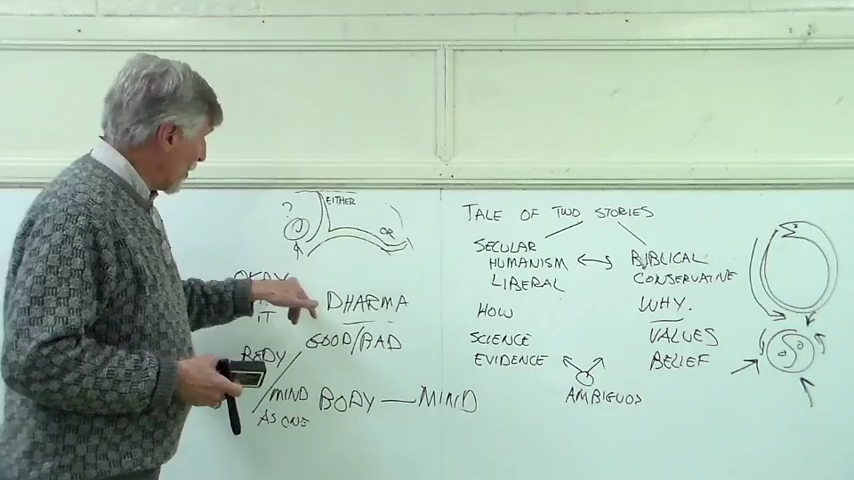 ?
EITHER
OR
OKAY
IT
DHARMA
GOOD/BAD
BODY
/MIND
AS ONE
BODY — MIND
TALE OF TWO STORIES
SECULAR
HUMANISM
LIBERAL
HOW
SCIENCE
EVIDENCE
BIBLICAL
CONSERVATIVE
WHY.
VALUES
BELIEF
AMBIGUOS